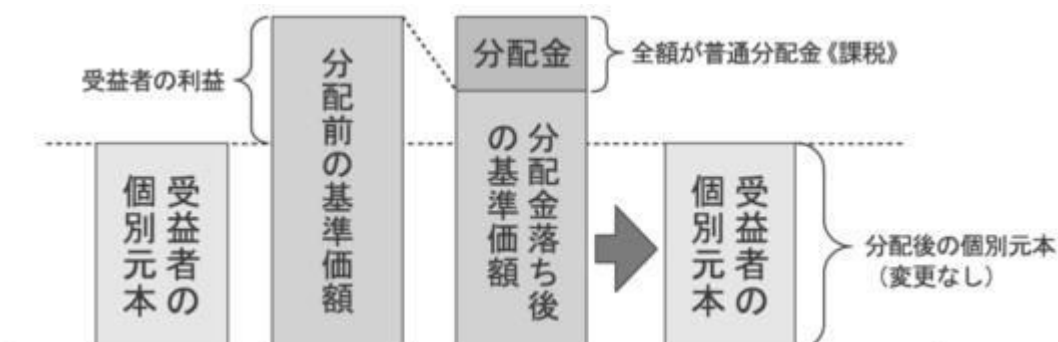 受益者の利益
受益者の
個別元本
分配前の基準価額
分配金
全額が普通分配金《課税》
分配金落ち後
の基準価額
受益者の
個別元本
分配後の個別元本
（変更なし）